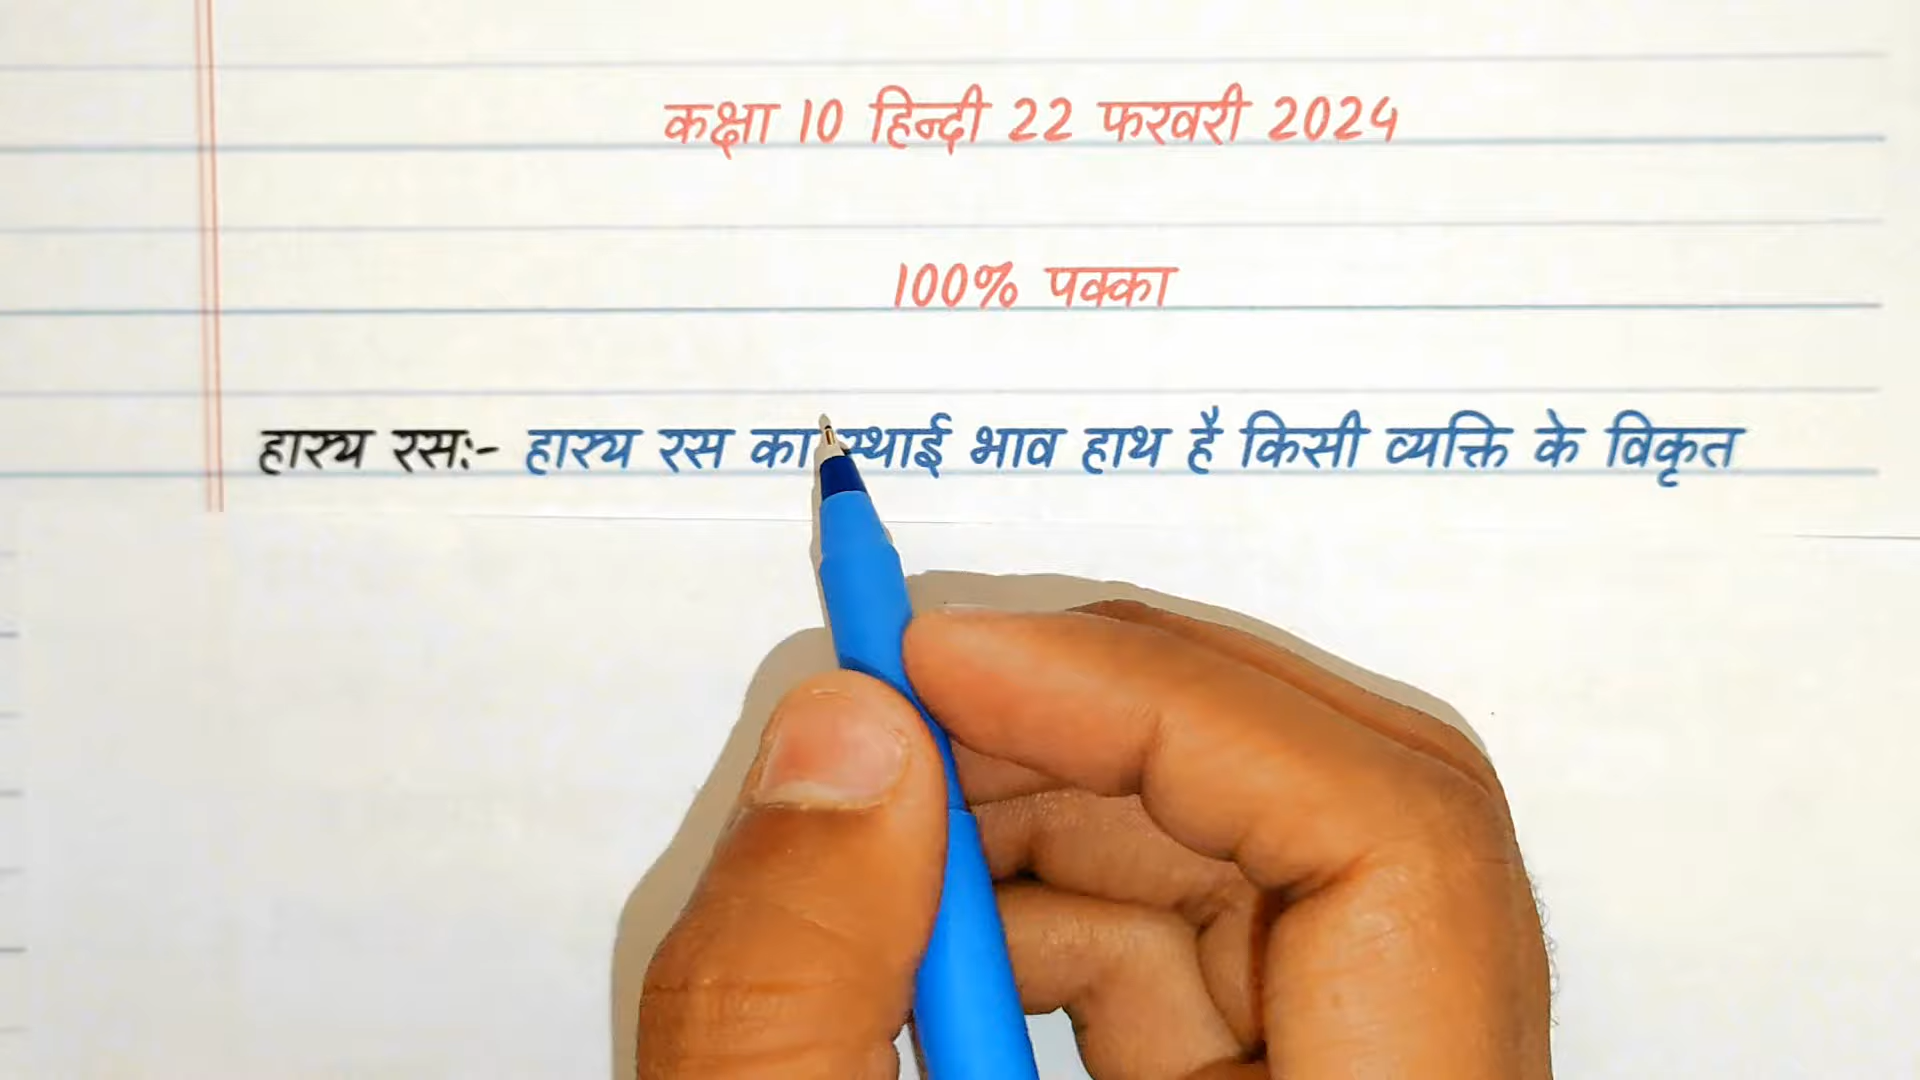 कक्षा 10 हिन्दी 22 फरवरी 2024
100% पक्का
हास्य रस:- हास्य रस का स्थाई भाव हाथ है किसी व्यक्ति के विकृत